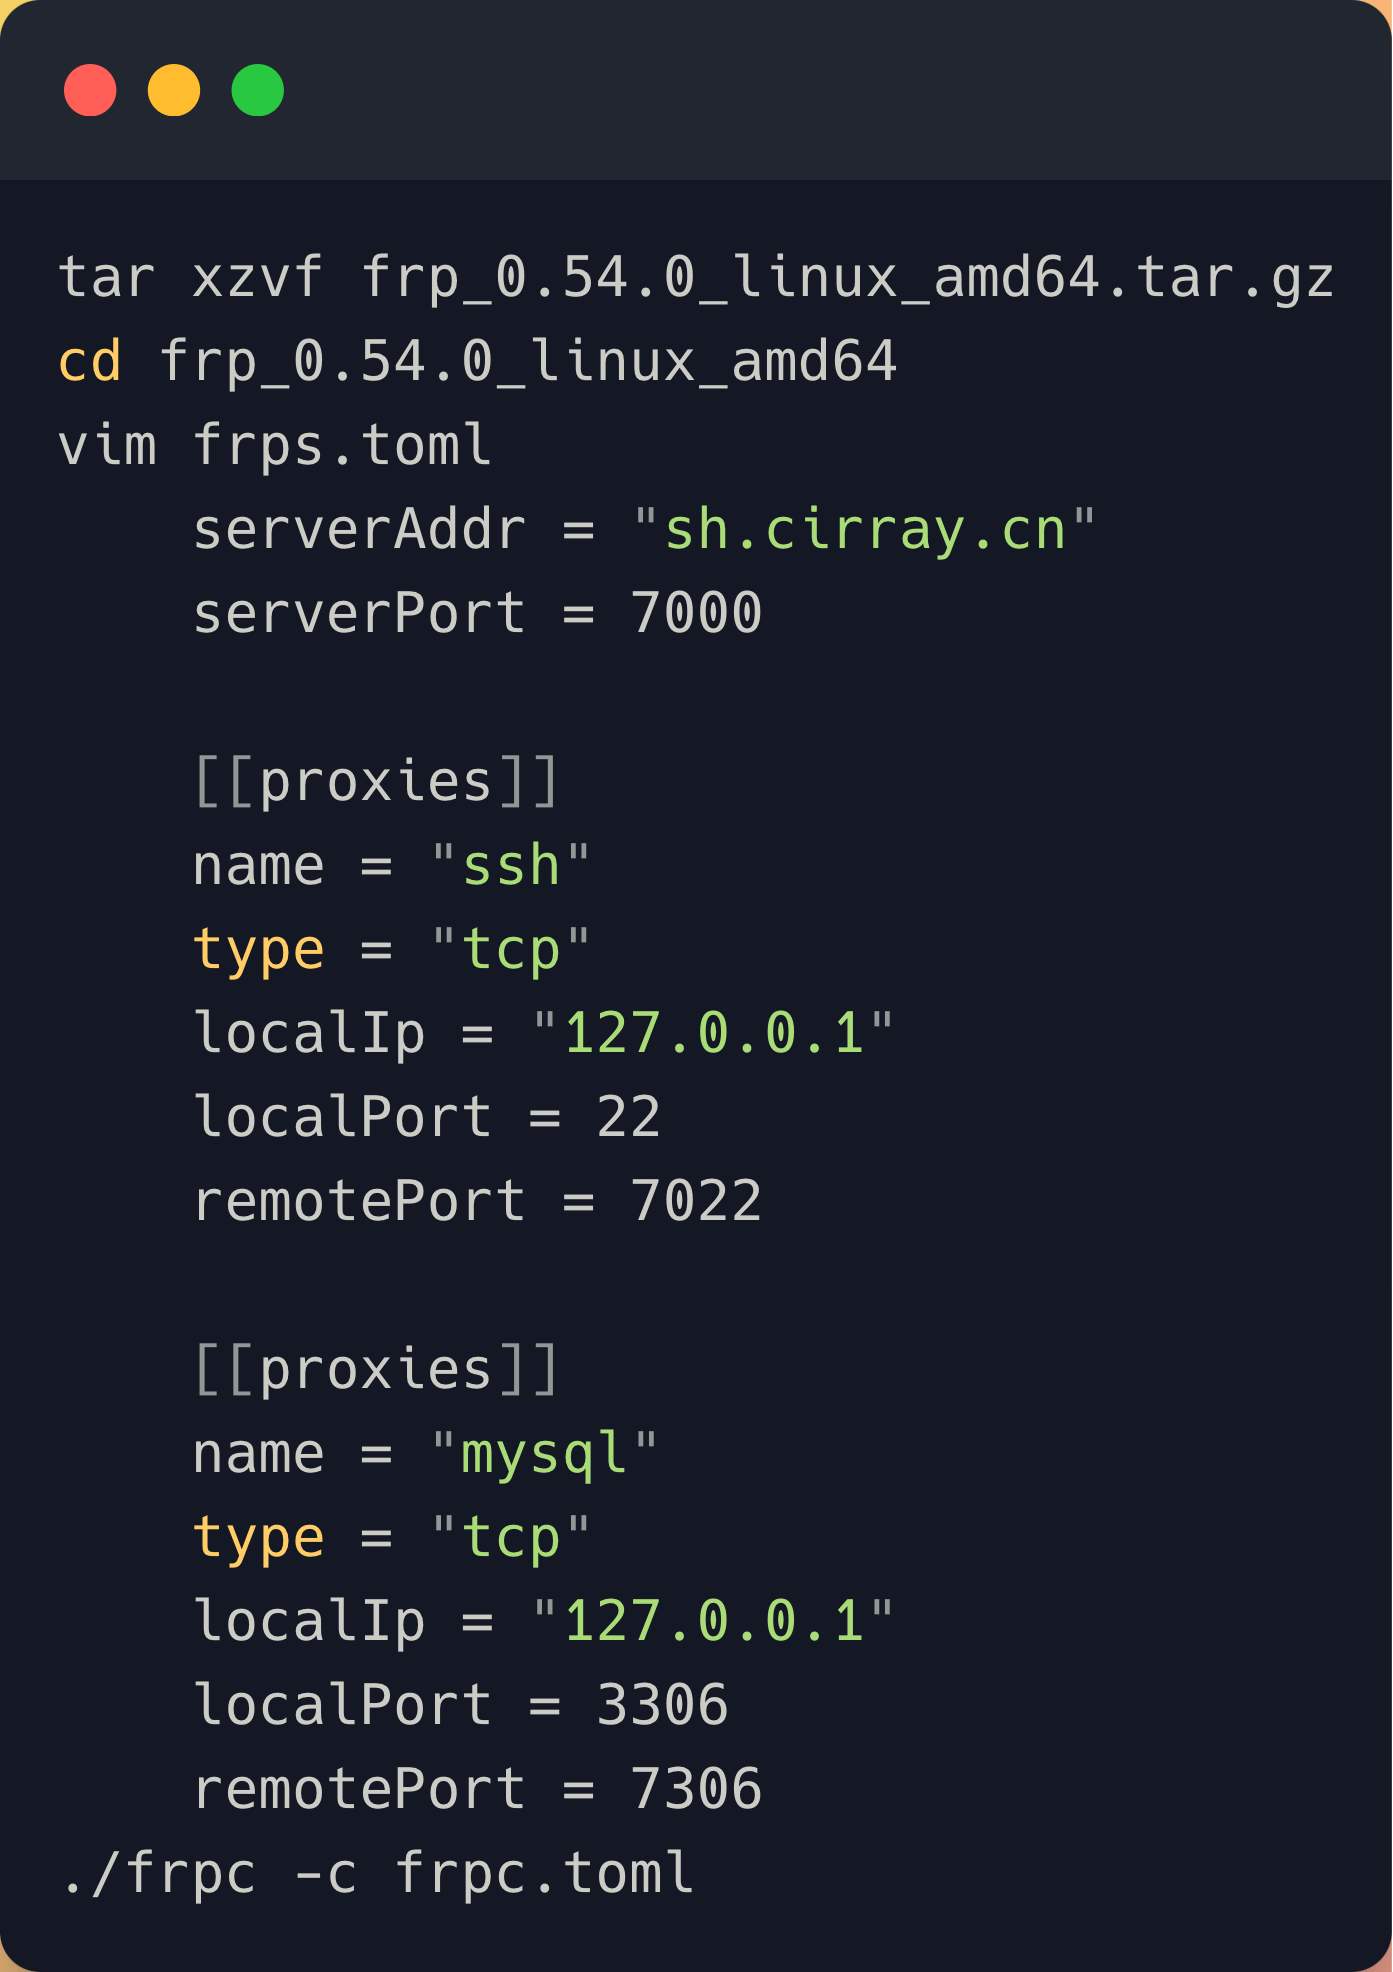 tar xzvf frp_0.54.0_linux_amd64.tar.gz
cd frp_0.54.0_linux_amd64
vim frps.toml
    serverAddr = "sh.cirray.cn"
    serverPort = 7000

    [[proxies]]
    name = "ssh"
    type = "tcp"
    localIp = "127.0.0.1"
    localPort = 22
    remotePort = 7022

    [[proxies]]
    name = "mysql"
    type = "tcp"
    localIp = "127.0.0.1"
    localPort = 3306
    remotePort = 7306
./frpc -c frpc.toml